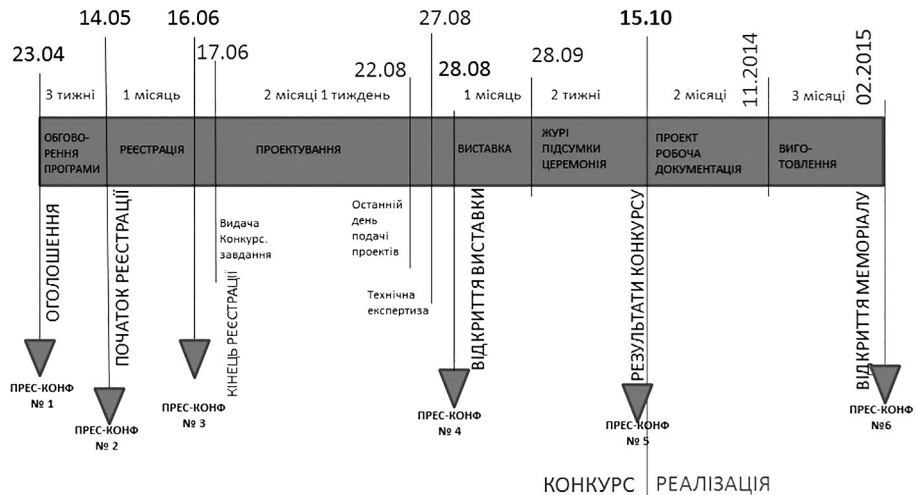 14.05
16.06
27.08
15.10
23.04
17.06
22.08
28.08
28.09
11.2014
02.2015
3 тижні
1 місяць
2 місяці 1 тиждень
1 місяць
2 тижні
2 місяці
3 місяці
ОБГОВО-
РЕННЯ
ПРОГРАМИ
РЕЄСТРАЦІЯ
ПРОЕКТУВАННЯ
ВИСТАВКА
ЖУРІ
ПІДСУМКИ
ЦЕРЕМОНІЯ
ПРОЕКТ
РОБОЧА
ДОКУМЕНТАЦІЯ
ВИГО-
ТОВЛЕННЯ
ОГОЛОШЕННЯ
ПОЧАТОК РЕЄСТРАЦІЇ
Видача
Конкурс.
завдання
КІНЕЦЬ РЕЄСТРАЦІЇ
Останній
день
подачі
проектів
Технічна
експертиза
ВІДКРИТТЯ ВИСТАВКИ
РЕЗУЛЬТАТИ КОНКУРСУ
ВІДКРИТТЯ МЕМОРІАЛУ
ПРЕС-КОНФ
№ 1
ПРЕС-КОНФ
№ 2
ПРЕС-КОНФ
№ 3
ПРЕС-КОНФ
№ 4
ПРЕС-КОНФ
№ 5
ПРЕС-КОНФ
№6
КОНКУРС
РЕАЛІЗАЦІЯ